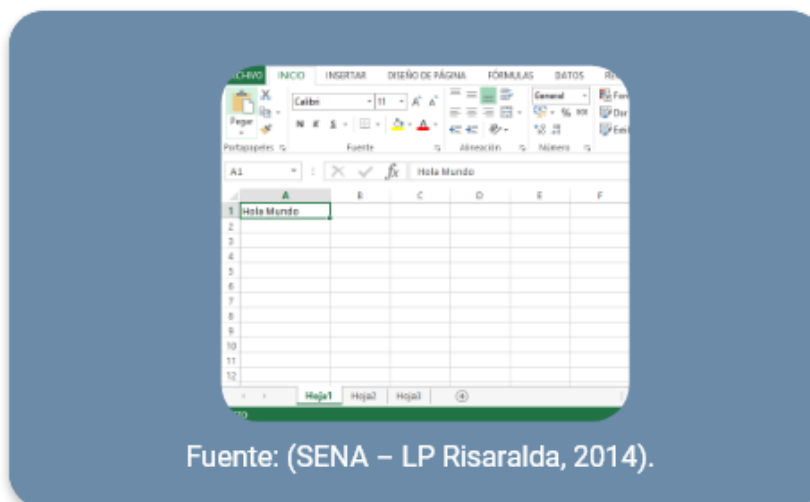 INICIO INSERTAR DISEÑO DE PÁGINA FÓRMULAS DATOS
Calibri 11 A A General
Pegar N K S A % 000
Portapapeles Fuente Alineación Número
A1 fx Hola Mundo
A B C D E F
1 Hola Mundo
2
3
4
5
6
7
8
9
10
11
12
Hoja1 Hoja2 Hoja3
Fuente: (SENA – LP Risaralda, 2014).